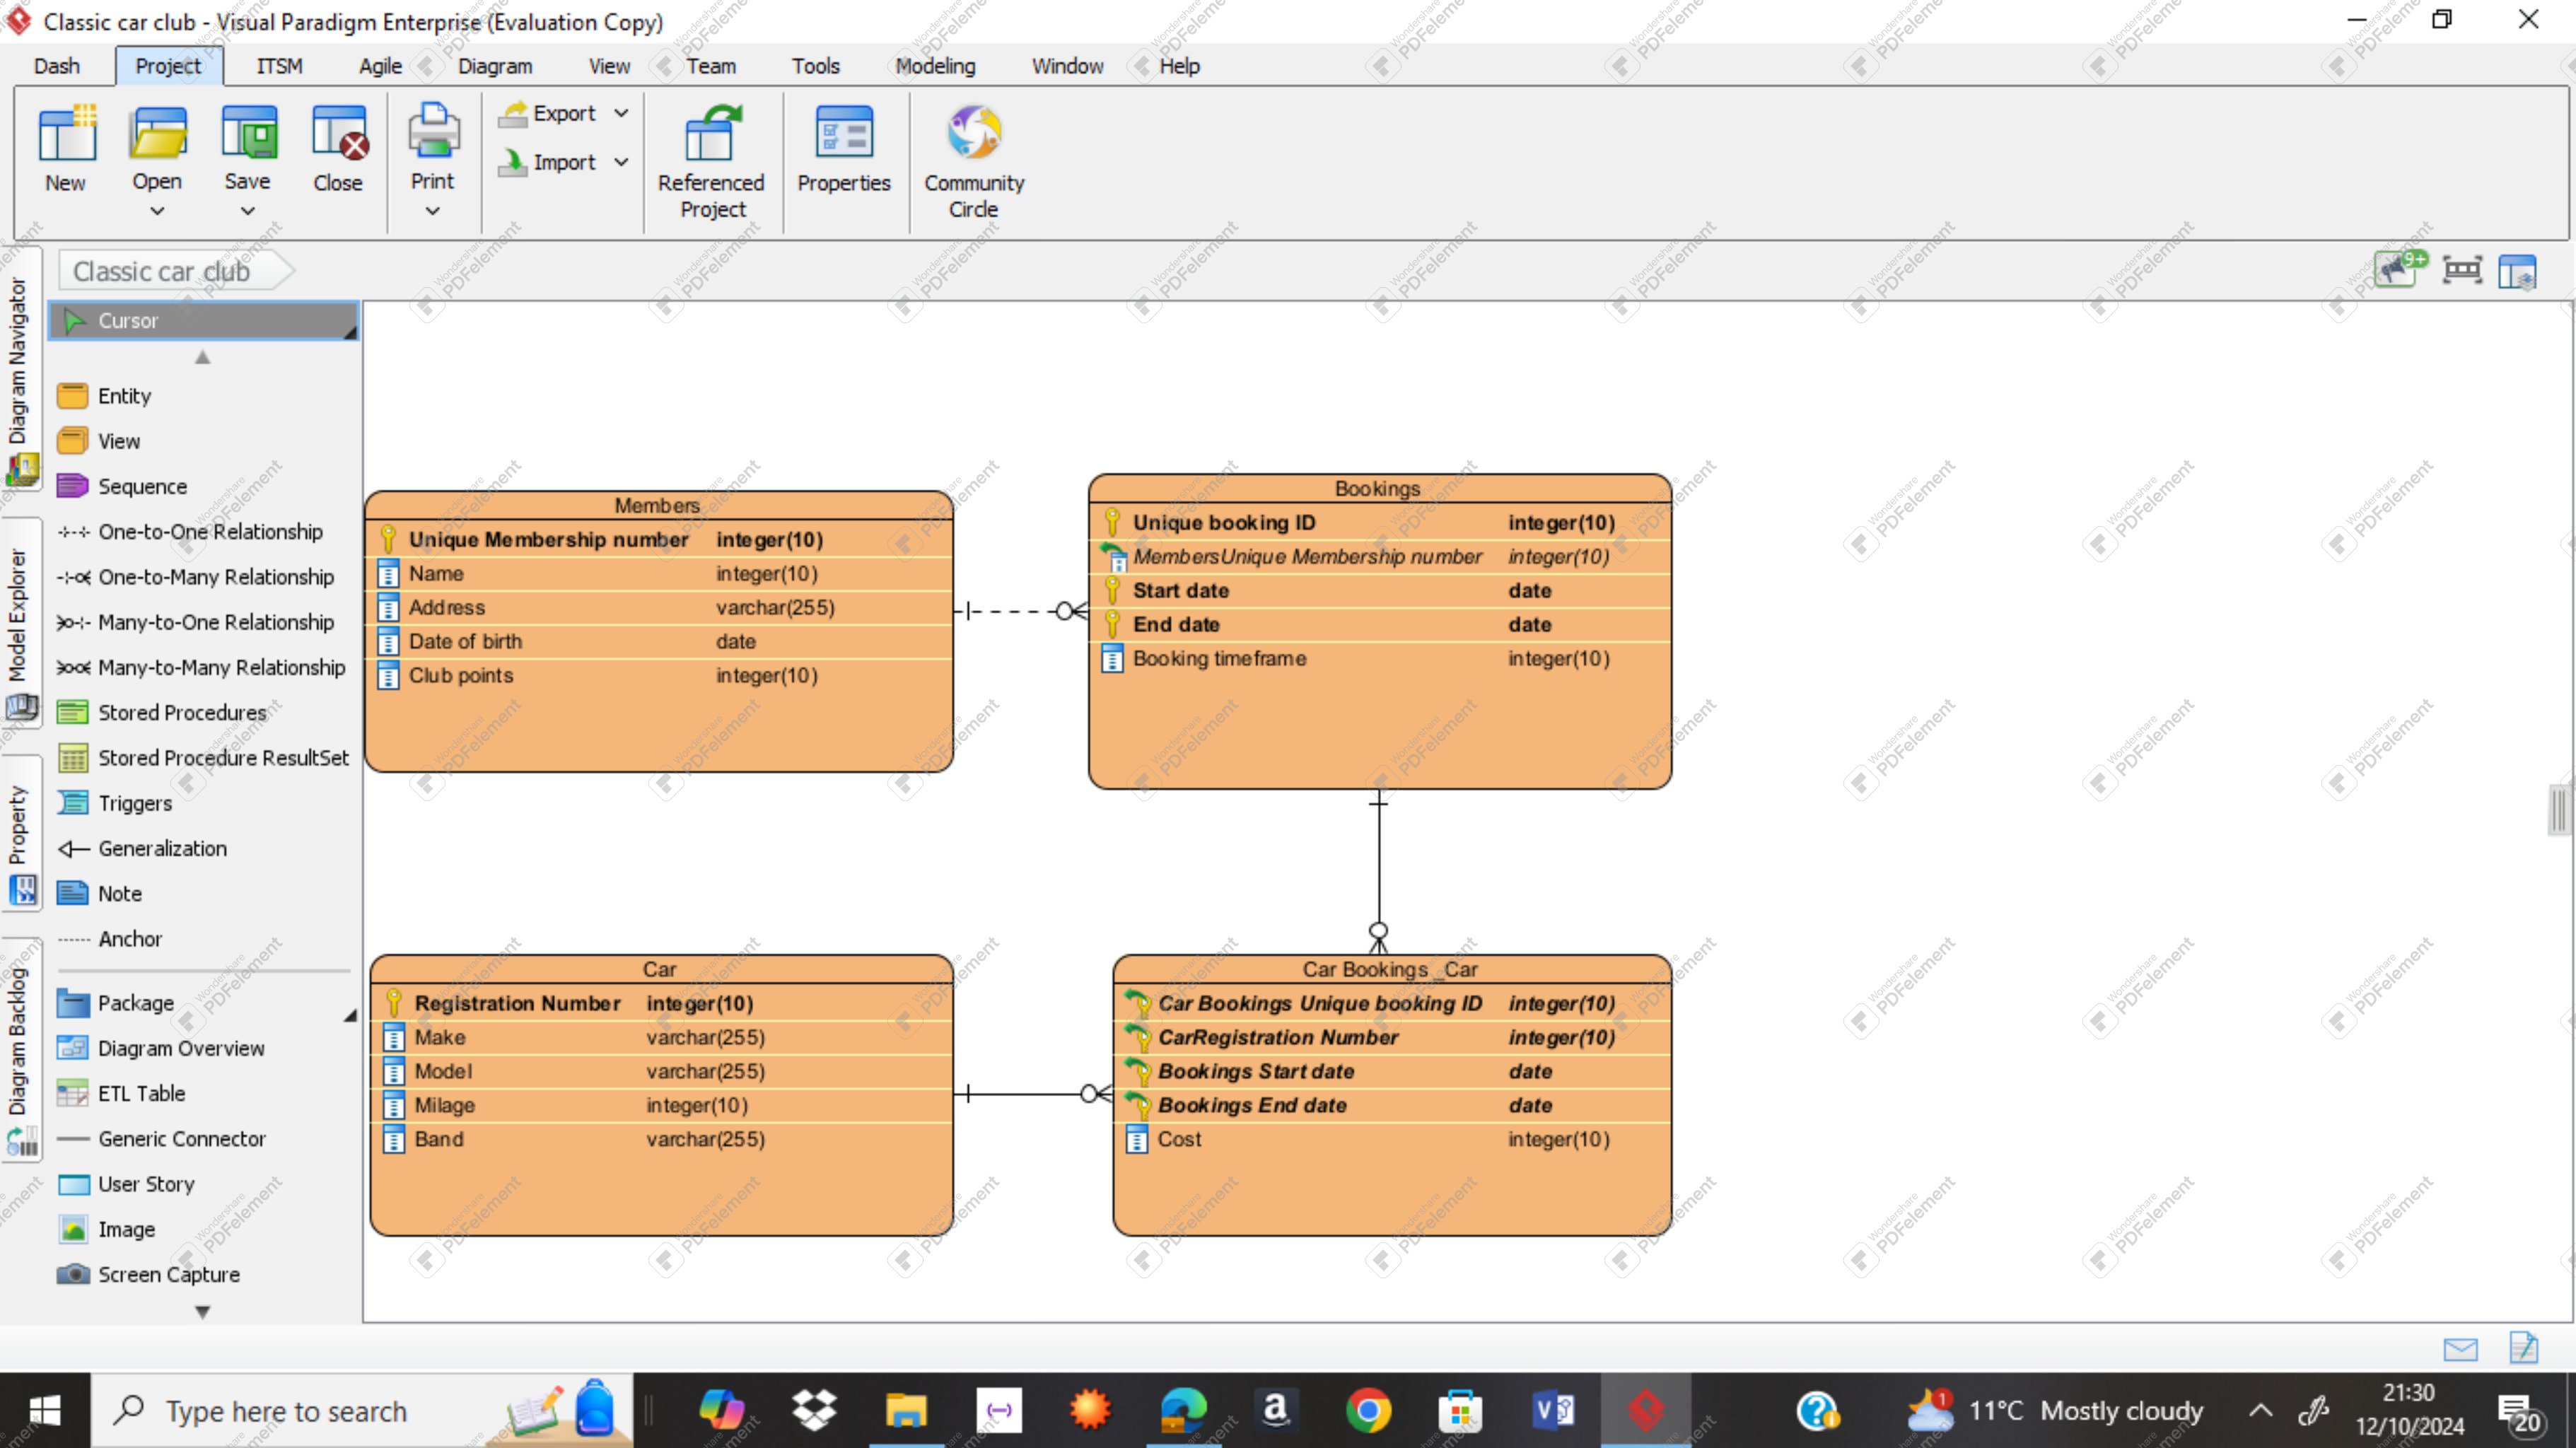 Classic car club - Visual Paradigm Enterprise (Evaluation Copy)
Dash Project ITSM Agile Diagram View Team Tools Modeling Window Help
New
Open
Save
Close
Print
Export
Import
Referenced Project
Properties
Community Circle
Classic car club
9+
Diagram Navigator
Model Explorer
Property
Diagram Backlog
Cursor
Entity
View
Sequence
One-to-One Relationship
One-to-Many Relationship
Many-to-One Relationship
Many-to-Many Relationship
Stored Procedures
Stored Procedure ResultSet
Triggers
Generalization
Note
Anchor
Package
Diagram Overview
ETL Table
Generic Connector
User Story
Image
Screen Capture
Members
Unique Membership number integer(10)
Name integer(10)
Address varchar(255)
Date of birth date
Club points integer(10)
Bookings
Unique booking ID integer(10)
MembersUnique Membership number integer(10)
Start date date
End date date
Booking timeframe integer(10)
Car
Registration Number integer(10)
Make varchar(255)
Model varchar(255)
Milage integer(10)
Band varchar(255)
Car Bookings _Car
Car Bookings Unique booking ID integer(10)
CarRegistration Number integer(10)
Bookings Start date date
Bookings End date date
Cost integer(10)
Wondershare PDFelement
Type here to search
1
11°C Mostly cloudy
21:30
12/10/2024
20